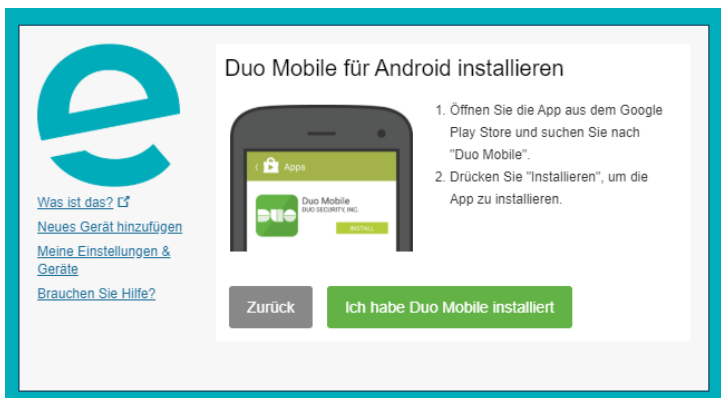 Duo Mobile für Android installieren
1. Öffnen Sie die App aus dem Google
Play Store und suchen Sie nach
"Duo Mobile".
2. Drücken Sie "Installieren", um die
App zu installieren.
Apps
DUO
Duo Mobile
DUO SECURITY, INC.
INSTALL
Was ist das?
Neues Gerät hinzufügen
Meine Einstellungen &
Geräte
Brauchen Sie Hilfe?
Zurück
Ich habe Duo Mobile installiert